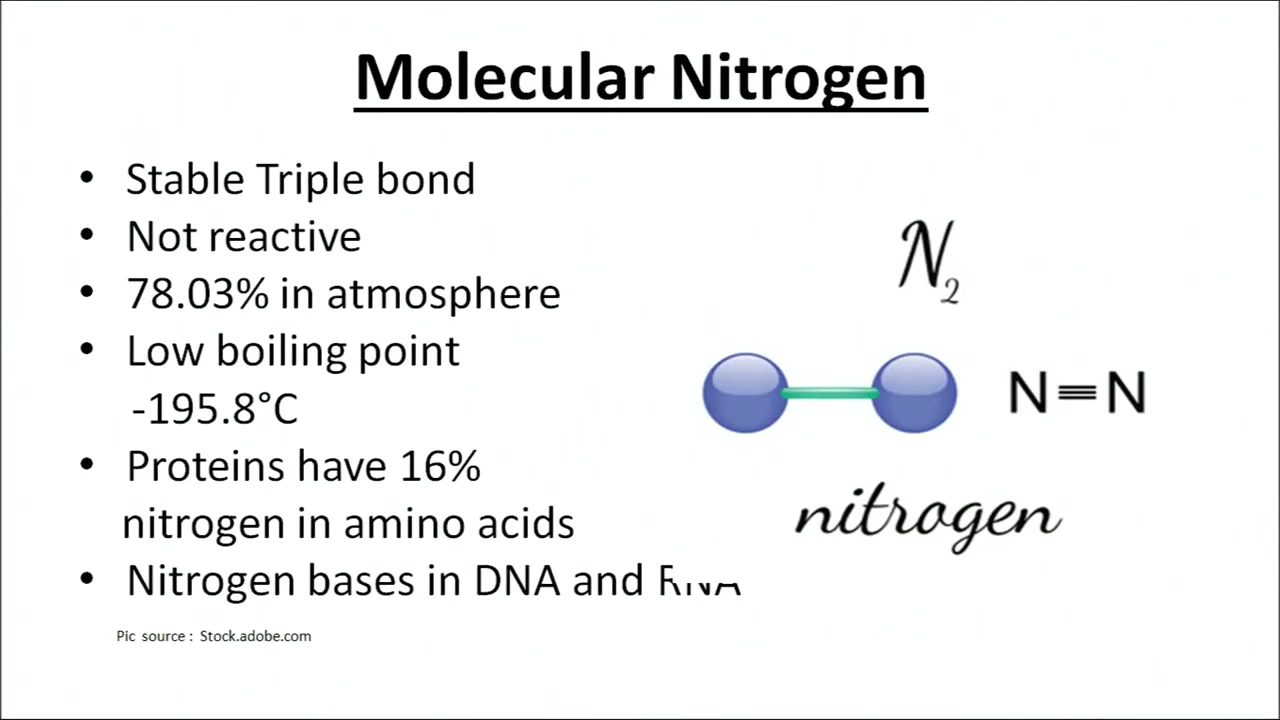 Molecular Nitrogen
• Stable Triple bond
• Not reactive
• 78.03% in atmosphere
• Low boiling point
-195.8°C
• Proteins have 16%
nitrogen in amino acids
• Nitrogen bases in DNA and RNA
Pic source : Stock.adobe.com
N₂
N≡N
nitrogen